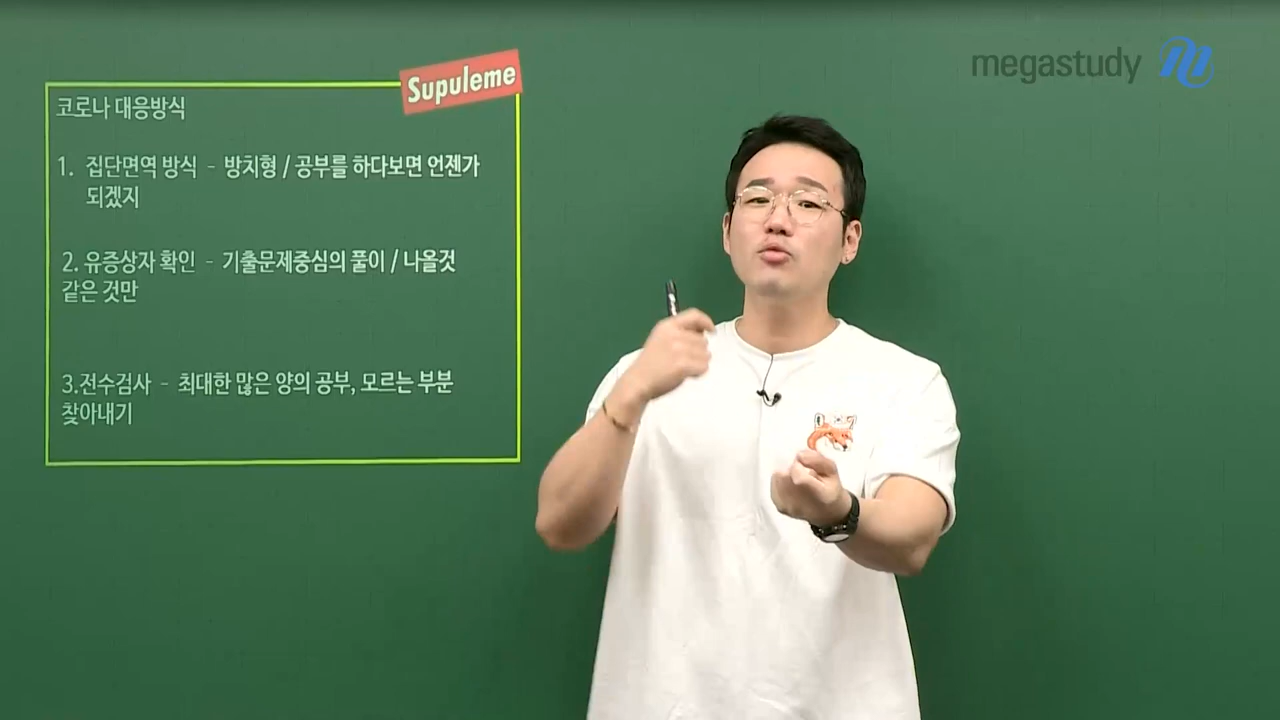 megastudy
Supuleme
코로나 대응방식
1. 집단면역 방식 - 방치형 / 공부를 하다보면 언젠가
되겠지
2. 유증상자 확인 - 기출문제중심의 풀이 / 나올것
같은 것만
3.전수검사 - 최대한 많은 양의 공부, 모르는 부분
찾아내기